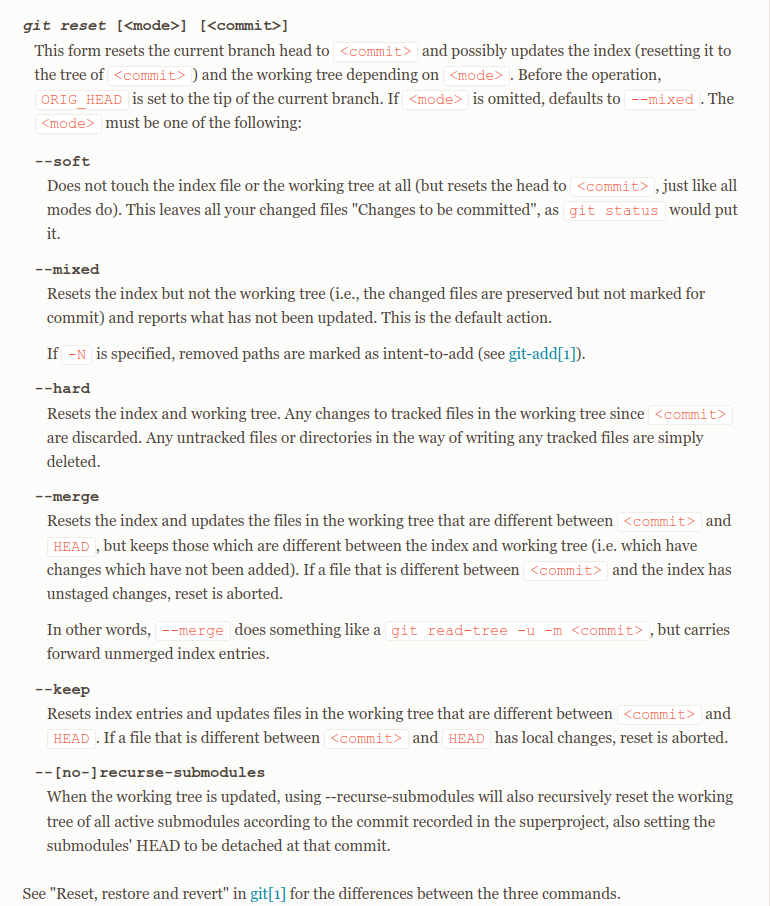 git reset [<mode>] [<commit>]
This form resets the current branch head to <commit> and possibly updates the index (resetting it to
the tree of <commit> ) and the working tree depending on <mode> . Before the operation,
ORIG_HEAD is set to the tip of the current branch. If <mode> is omitted, defaults to --mixed . The
<mode> must be one of the following:
--soft
Does not touch the index file or the working tree at all (but resets the head to <commit> , just like all
modes do). This leaves all your changed files "Changes to be committed", as git status would put
it.
--mixed
Resets the index but not the working tree (i.e., the changed files are preserved but not marked for
commit) and reports what has not been updated. This is the default action.
If -N is specified, removed paths are marked as intent-to-add (see git-add[1]).
--hard
Resets the index and working tree. Any changes to tracked files in the working tree since <commit>
are discarded. Any untracked files or directories in the way of writing any tracked files are simply
deleted.
--merge
Resets the index and updates the files in the working tree that are different between <commit> and
HEAD , but keeps those which are different between the index and working tree (i.e. which have
changes which have not been added). If a file that is different between <commit> and the index has
unstaged changes, reset is aborted.
In other words, --merge does something like a git read-tree -u -m <commit> , but carries
forward unmerged index entries.
--keep
Resets index entries and updates files in the working tree that are different between <commit> and
HEAD . If a file that is different between <commit> and HEAD has local changes, reset is aborted.
--[no-]recurse-submodules
When the working tree is updated, using --recurse-submodules will also recursively reset the working
tree of all active submodules according to the commit recorded in the superproject, also setting the
submodules' HEAD to be detached at that commit.
See "Reset, restore and revert" in git[1] for the differences between the three commands.